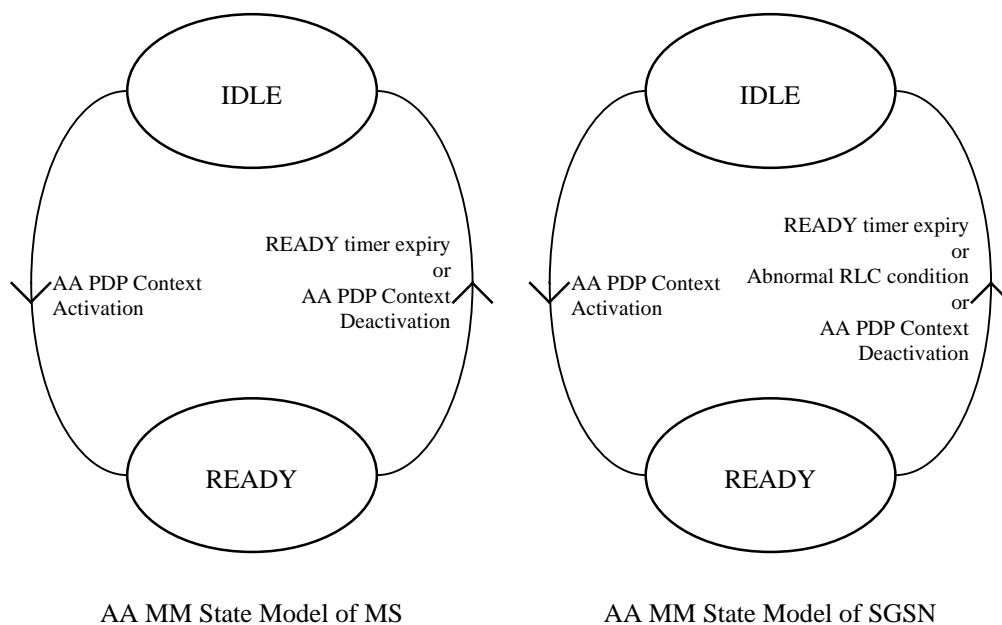 IDLE
READY timer expiry
or
AA PDP Context
Deactivation
AA PDP Context
Activation
READY
AA MM State Model of MS
IDLE
READY timer expiry
or
Abnormal RLC condition
or
AA PDP Context
Deactivation
AA PDP Context
Activation
READY
AA MM State Model of SGSN